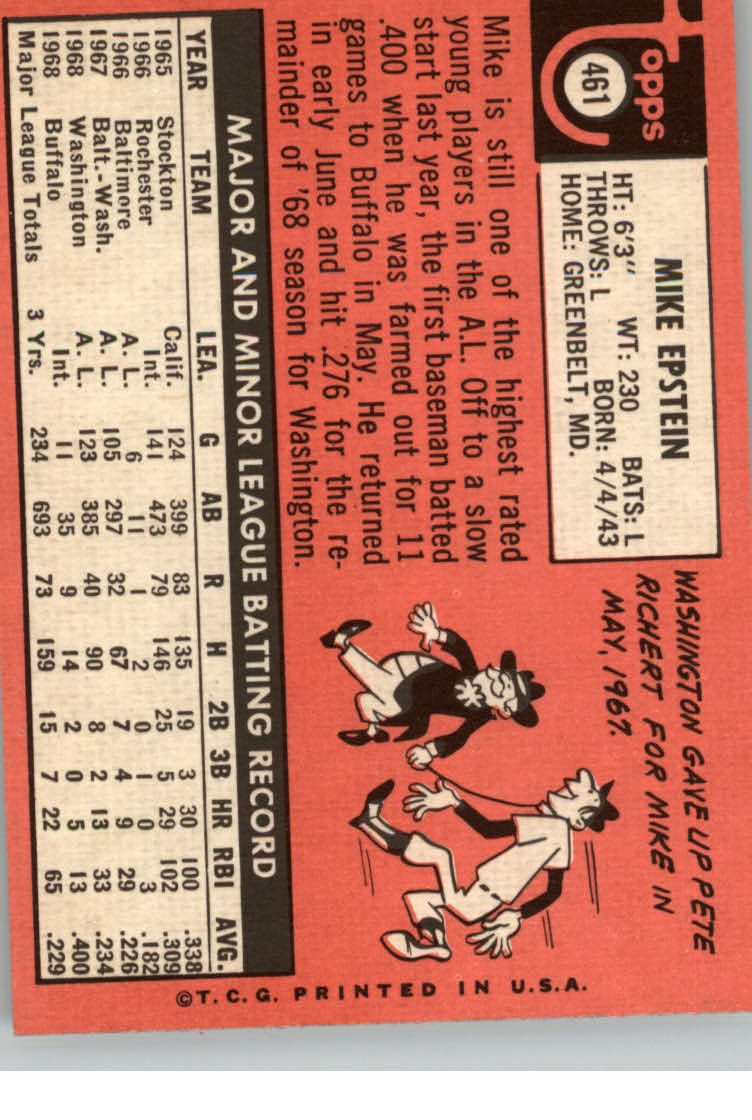 Topps
461
MIKE EPSTEIN
HT: 6'3" WT: 230 BATS: L
THROWS: L BORN: 4/4/43
HOME: GREENBELT, MD.
WASHINGTON GAVE UP PETE
RICHERT FOR MIKE IN
MAY, 1967.
Mike is still one of the highest rated
young players in the A.L. Off to a slow
start last year, the first baseman batted
.400 when he was farmed out for 11
games to Buffalo in May. He returned
in early June and hit .276 for the re-
mainder of '68 season for Washington.
MAJOR AND MINOR LEAGUE BATTING RECORD
YEAR TEAM LEA. G AB R H 2B 3B HR RBI AVG.
1965 Stockton Calif. 124 399 83 135 19 3 30 100 .338
1966 Rochester Int. 141 473 79 146 25 5 29 102 .309
1966 Baltimore A. L. 6 11 1 2 0 1 0 3 .182
1967 Balt.-Wash. A. L. 105 297 32 67 7 4 9 29 .226
1968 Washington A. L. 123 385 40 90 8 2 13 33 .234
1968 Buffalo Int. 11 35 9 14 2 0 5 13 .400
Major League Totals 3 Yrs. 234 693 73 159 15 7 22 65 .229
©T.C.G. PRINTED IN U.S.A.